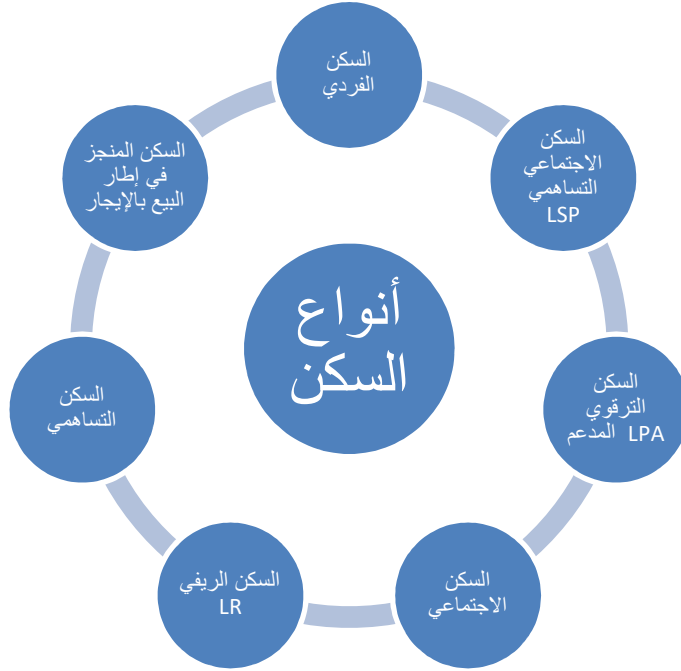 السكن
الفردي
السكن
الاجتماعي
التساهمي
LSP
السكن
الترقوي
المدعم LPA
السكن
الاجتماعي
السكن الريفي
LR
السكن
التساهمي
السكن المنجز
في إطار
البيع بالإيجار
أنواع
السكن